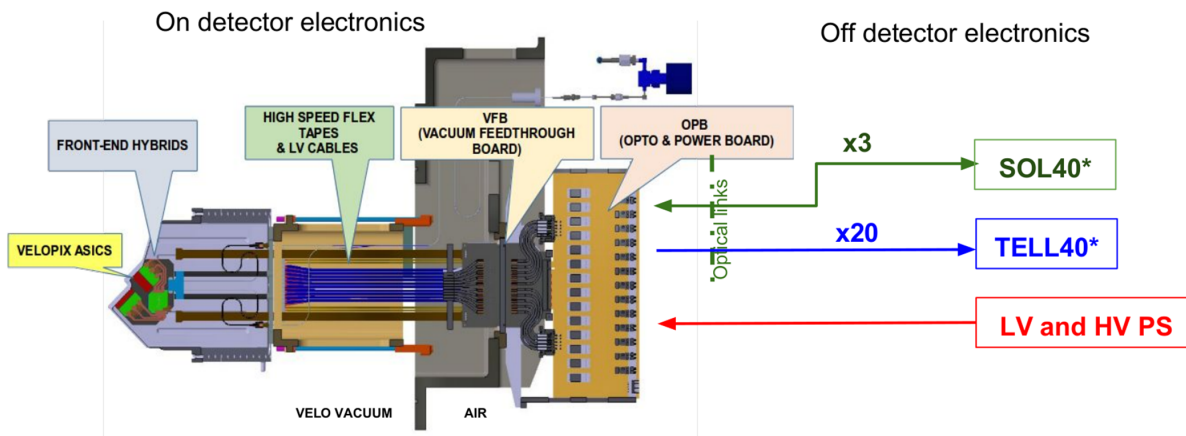 On detector electronics
Off detector electronics
FRONT-END HYBRIDS
HIGH SPEED FLEX
TAPES
& LV CABLES
VFB
(VACUUM FEEDTHROUGH
BOARD)
OPB
(OPTO & POWER BOARD)
VELOPIX ASICS
Optical links
x3
SOL40*
x20
TELL40*
LV and HV PS
VELO VACUUM
AIR